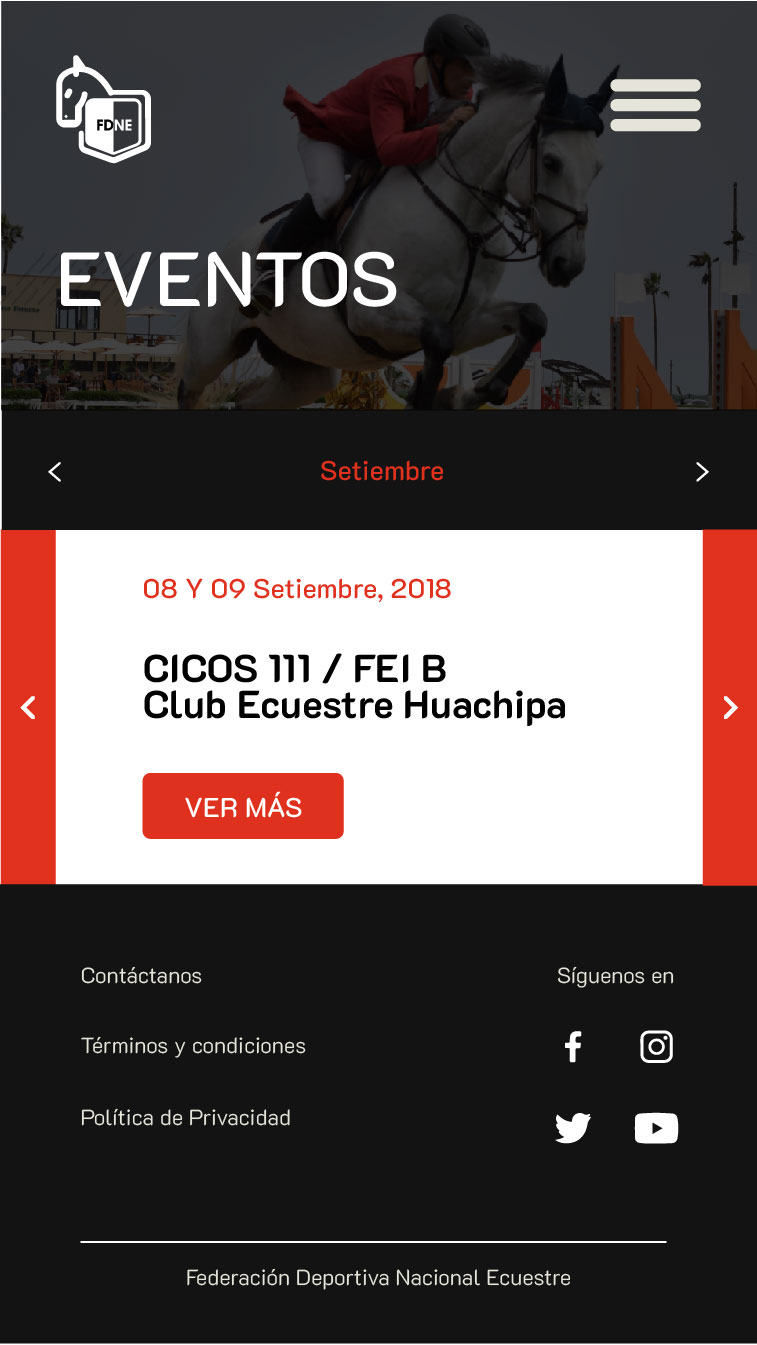 FDNE
EVENTOS
Setiembre
08 Y 09 Setiembre, 2018
CICOS 111 / FEI B
Club Ecuestre Huachipa
VER MÁS
Contáctanos
Síguenos en
Términos y condiciones
Política de Privacidad
Federación Deportiva Nacional Ecuestre